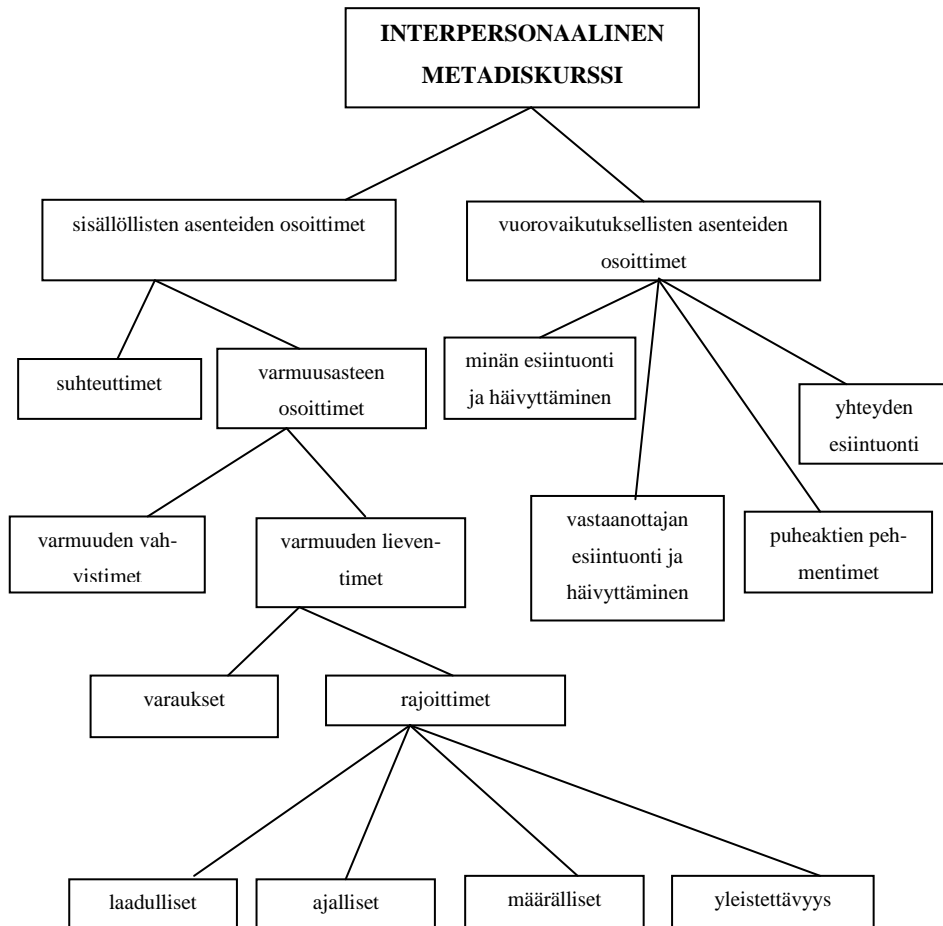 INTERPERSONAALINEN
METADISKURSSI
sisällöllisten asenteiden osoittimet
vuorovaikutuksellisten asenteiden
osoittimet
suhteuttimet
varmuusasteen
osoittimet
minän esiintuonti
ja häivyttäminen
yhteyden
esiintuonti
varmuuden vah-
vistimet
varmuuden lieven-
timet
vastaanottajan
esiintuonti ja
häivyttäminen
puheaktien peh-
mentimet
varaukset
rajoittimet
laadulliset
ajalliset
määrälliset
yleistettävyys